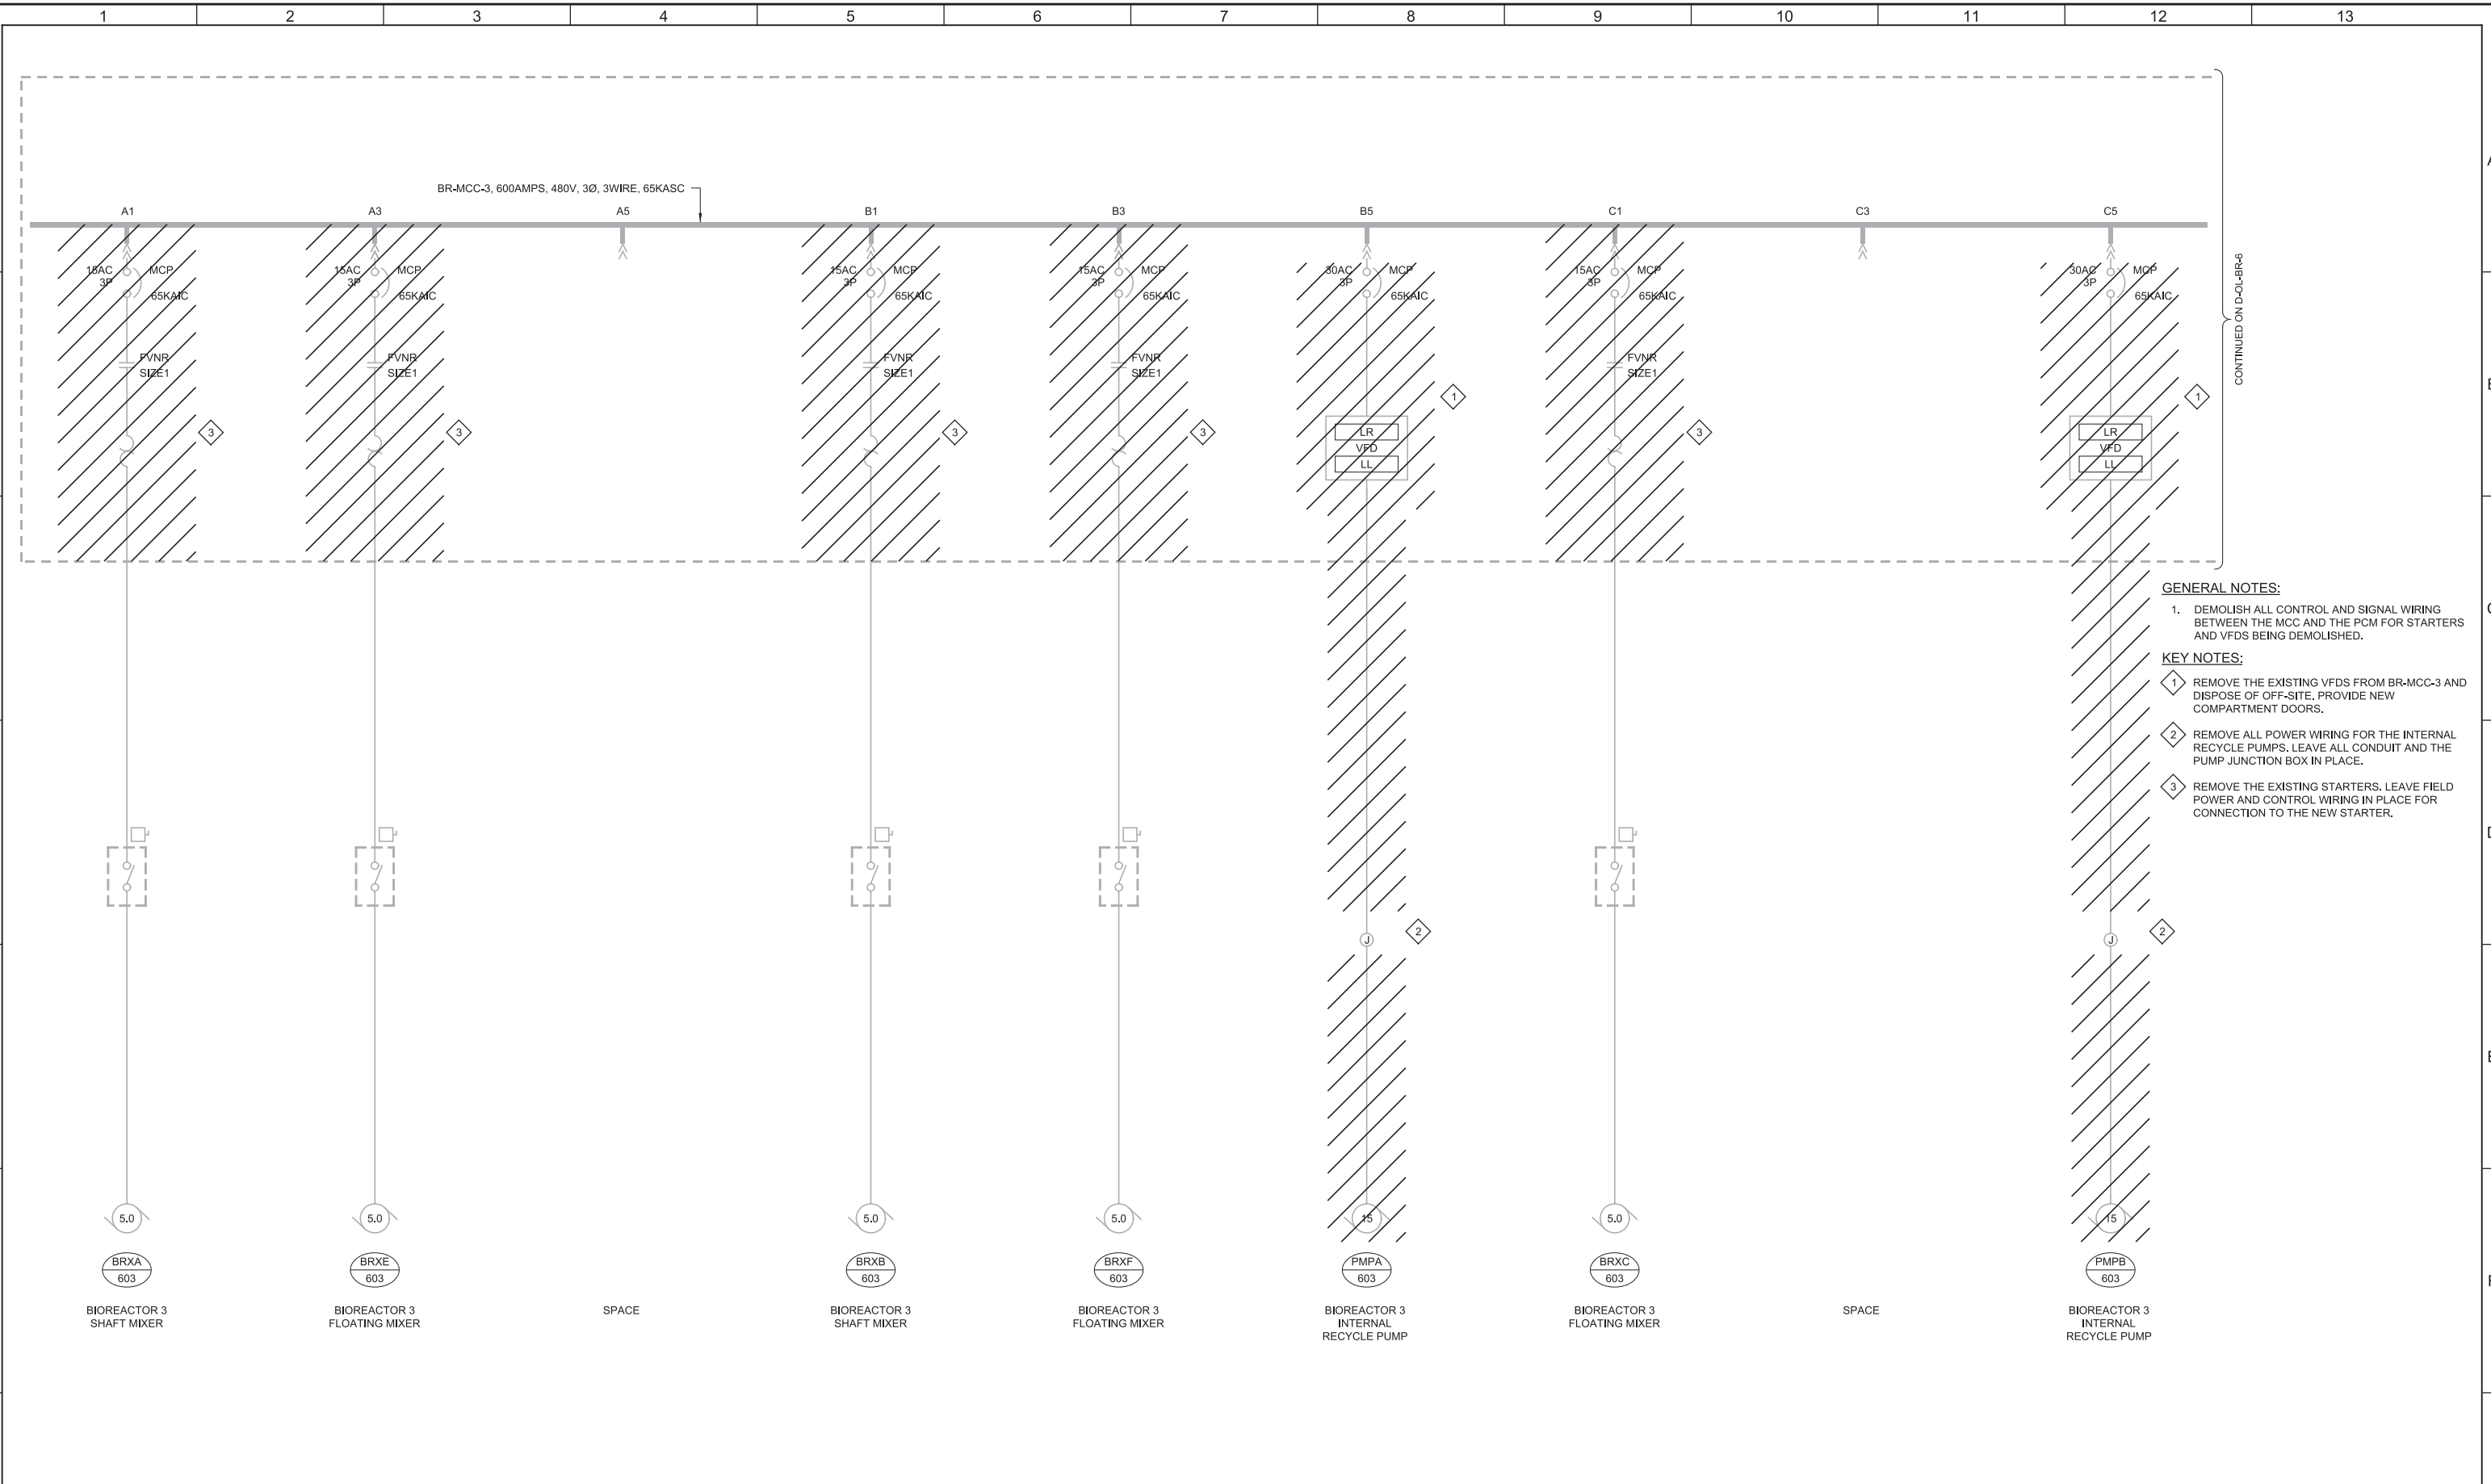 1 2 3 4 5 6 7 8 9 10 11 12 13
BR-MCC-3, 600AMPS, 480V, 3Ø, 3WIRE, 65KASC
A1 A3 A5 B1 B3 B5 C1 C3 C5
15AC 3P MCP 65KAIC
FVNR
SIZE1
3
15AC 3P MCP 65KAIC
FVNR
SIZE1
3
15AC 3P MCP 65KAIC
FVNR
SIZE1
3
15AC 3P MCP 65KAIC
FVNR
SIZE1
3
30AC 3P MCP 65KAIC
1
LR
VFD
LL
15AC 3P MCP 65KAIC
FVNR
SIZE1
3
30AC 3P MCP 65KAIC
1
LR
VFD
LL
CONTINUED ON D-OL-BR-6
A
GENERAL NOTES:
1. DEMOLISH ALL CONTROL AND SIGNAL WIRING
BETWEEN THE MCC AND THE PCM FOR STARTERS
AND VFDS BEING DEMOLISHED.
KEY NOTES:
1 REMOVE THE EXISTING VFDS FROM BR-MCC-3 AND
DISPOSE OF OFF-SITE. PROVIDE NEW
COMPARTMENT DOORS.
2 REMOVE ALL POWER WIRING FOR THE INTERNAL
RECYCLE PUMPS. LEAVE ALL CONDUIT AND THE
PUMP JUNCTION BOX IN PLACE.
3 REMOVE THE EXISTING STARTERS. LEAVE FIELD
POWER AND CONTROL WIRING IN PLACE FOR
CONNECTION TO THE NEW STARTER.
J 2 J 2
5.0 5.0 5.0 5.0 15 5.0 15
BRXA
603
BIOREACTOR 3
SHAFT MIXER
BRXE
603
BIOREACTOR 3
FLOATING MIXER
SPACE
BRXB
603
BIOREACTOR 3
SHAFT MIXER
BRXF
603
BIOREACTOR 3
FLOATING MIXER
PMPA
603
BIOREACTOR 3
INTERNAL
RECYCLE PUMP
BRXC
603
BIOREACTOR 3
FLOATING MIXER
SPACE
PMPB
603
BIOREACTOR 3
INTERNAL
RECYCLE PUMP